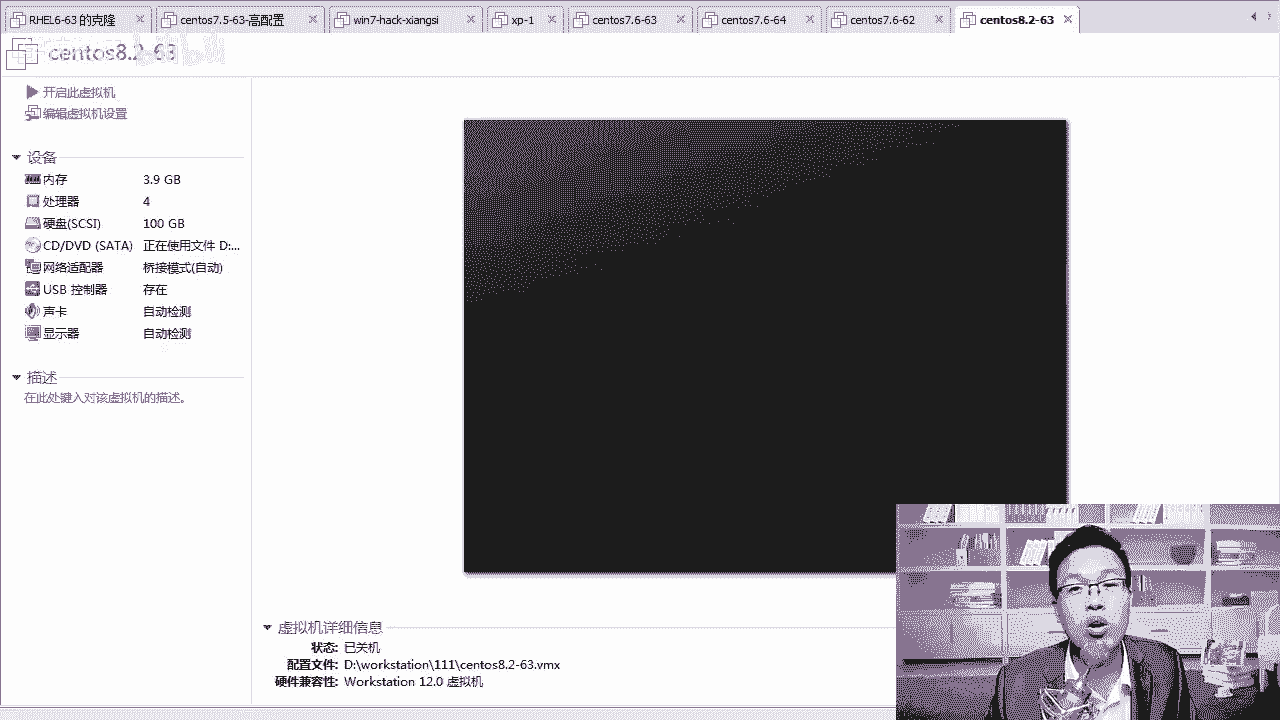 RHEL6-63 的克隆
centos7.5-63-高配置
win7-hack-xiangsi
xp-1
centos7.6-63
centos7.6-64
centos7.6-62
centos8.2-63
centos8.2-63
开启此虚拟机
编辑虚拟机设置
设备
内存 3.9 GB
处理器 4
硬盘(SCSI) 100 GB
CD/DVD (SATA) 正在使用文件 D:...
网络适配器 桥接模式(自动)
USB 控制器 存在
声卡 自动检测
显示器 自动检测
描述
在此处键入对该虚拟机的描述。
虚拟机详细信息
状态: 已关机
配置文件: D:\workstation\111\centos8.2-63.vmx
硬件兼容性: Workstation 12.0 虚拟机